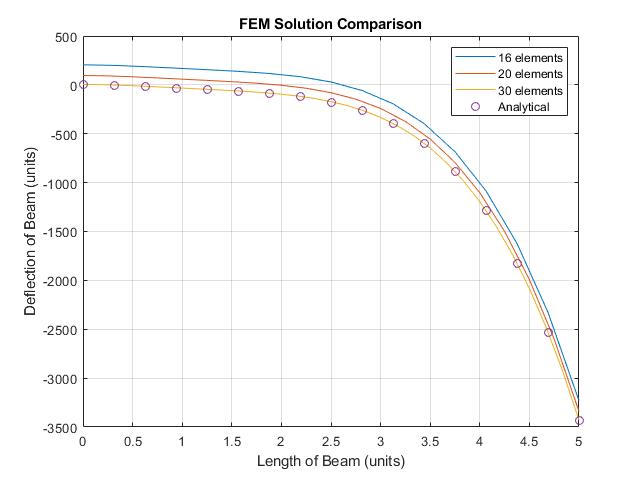 FEM Solution Comparison
500
0
-500
-1000
-1500
-2000
-2500
-3000
-3500
Deflection of Beam (units)
16 elements
20 elements
30 elements
Analytical
0 0.5 1 1.5 2 2.5 3 3.5 4 4.5 5
Length of Beam (units)